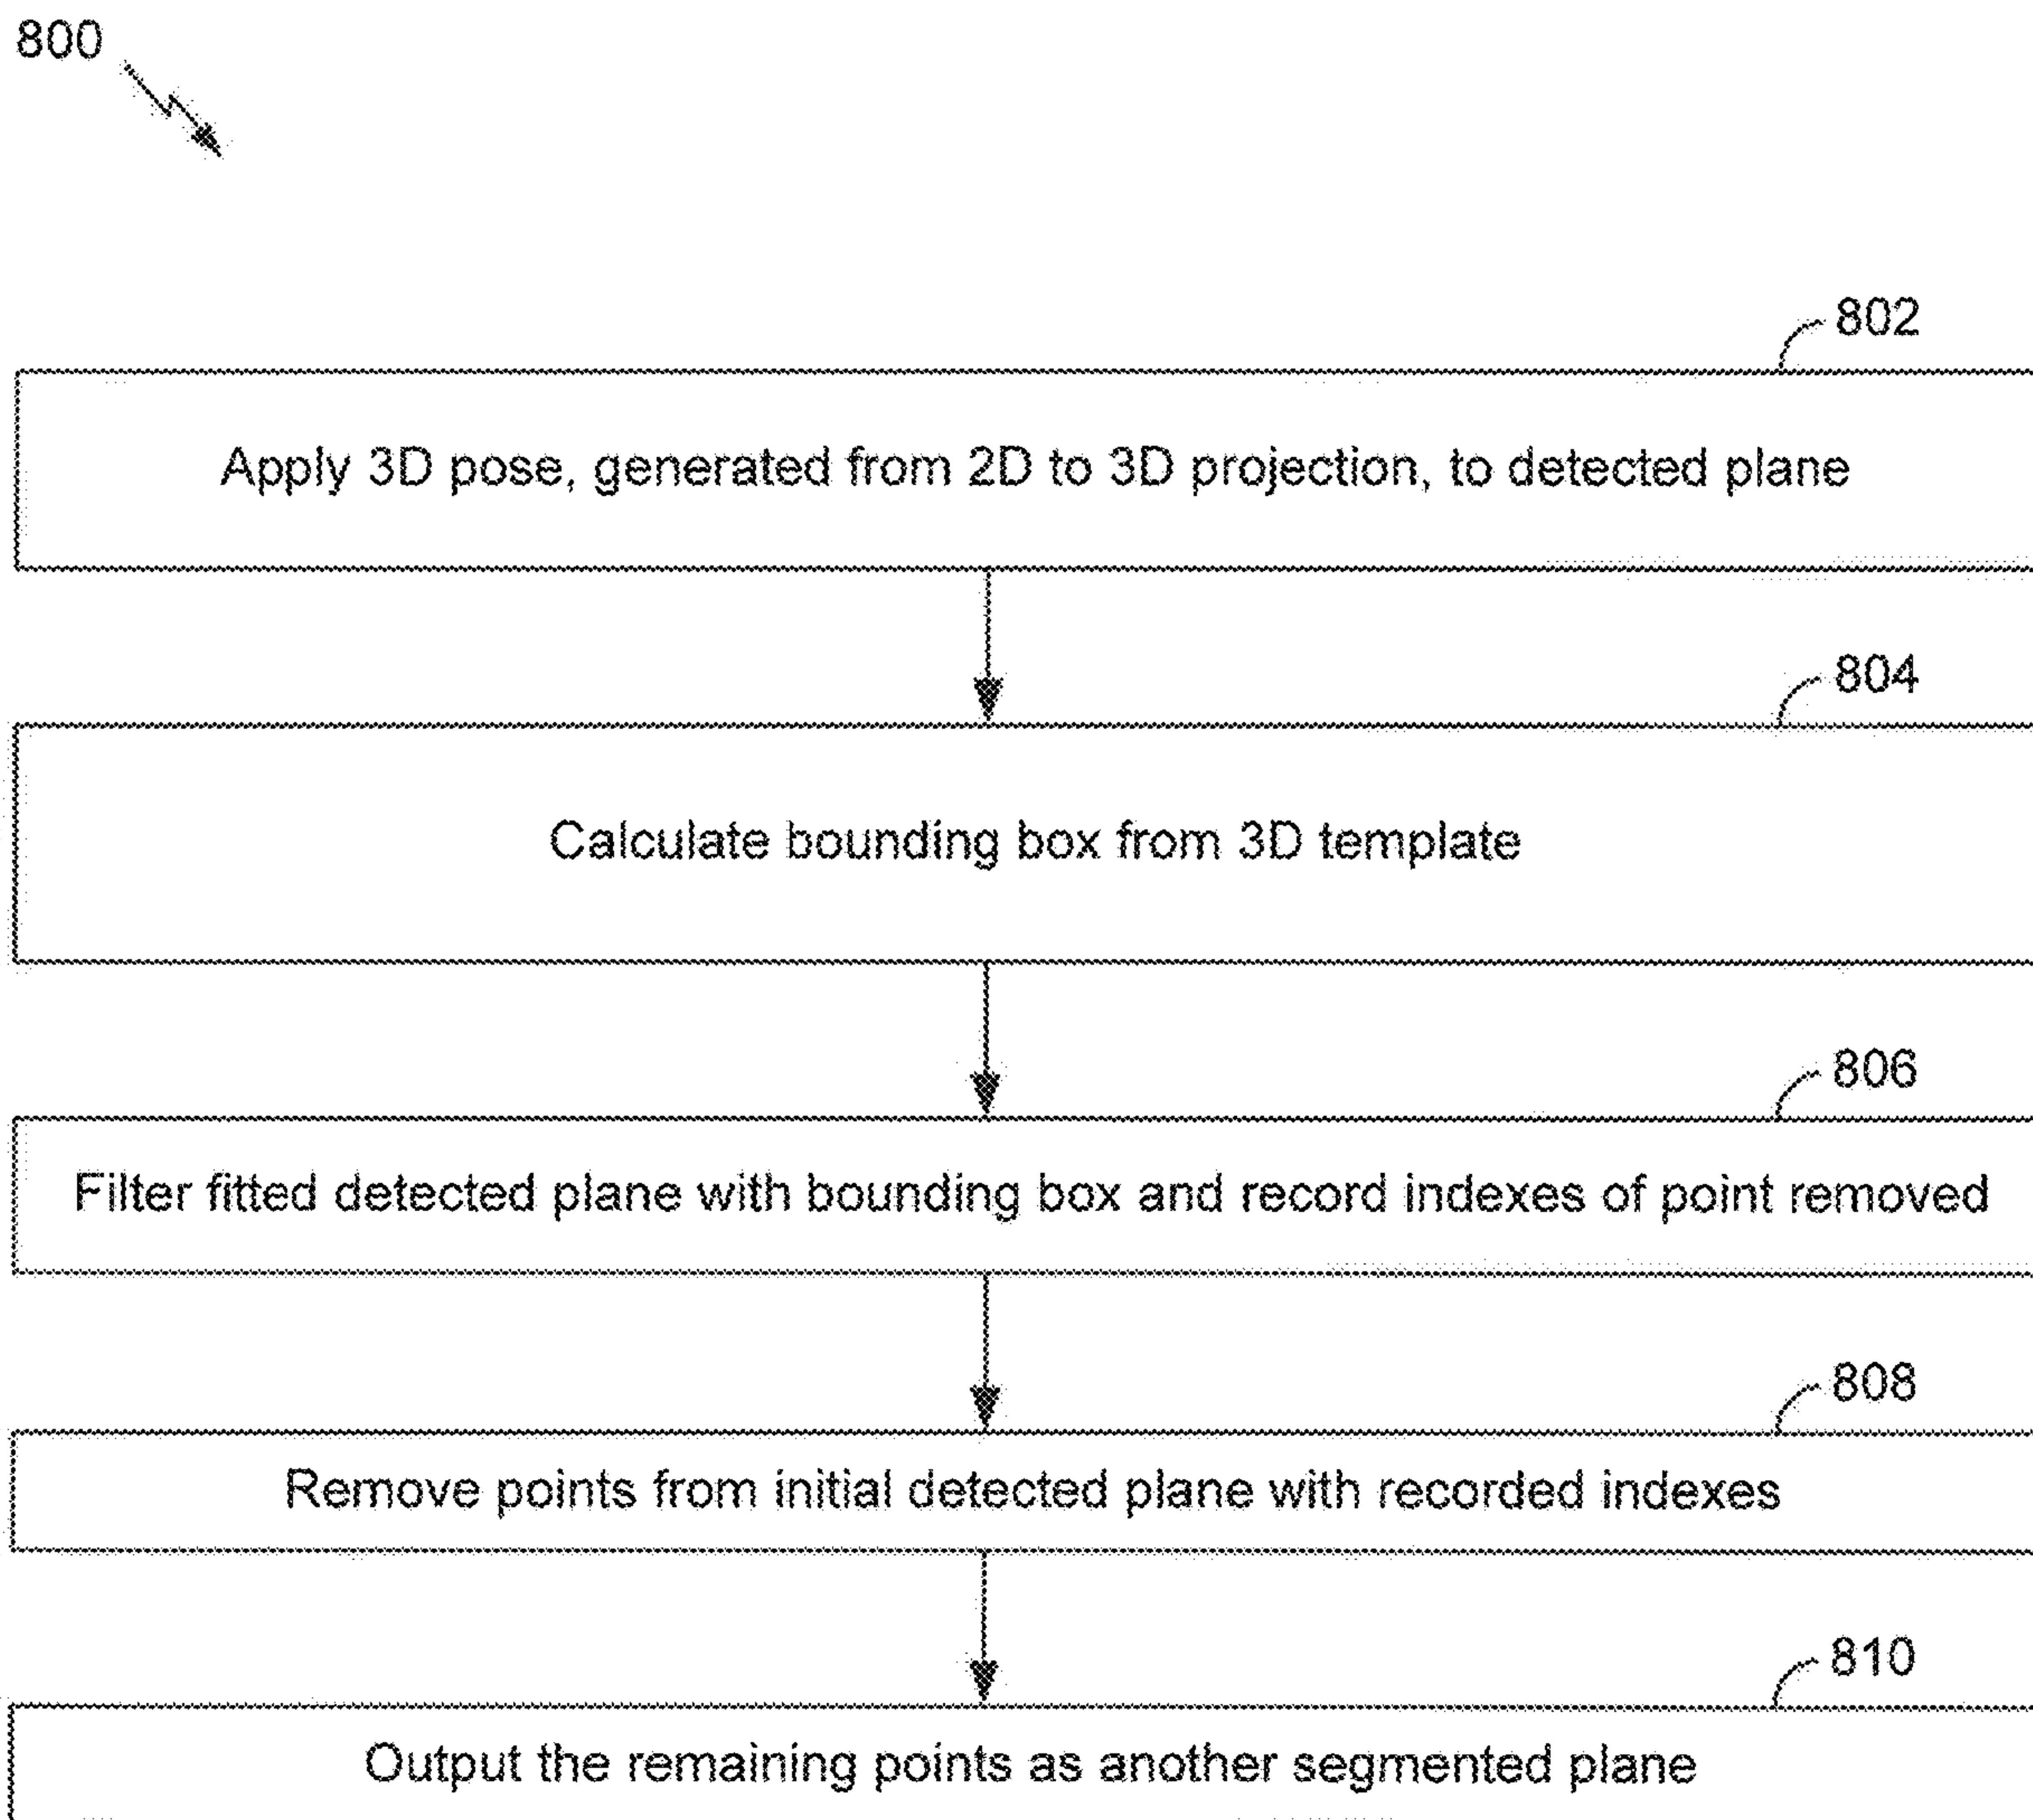 800
802
Apply 3D pose, generated from 2D to 3D projection, to detected plane
804
Calculate bounding box from 3D template
806
Filter fitted detected plane with bounding box and record indexes of point removed
808
Remove points from initial detected plane with recorded indexes
810
Output the remaining points as another segmented plane